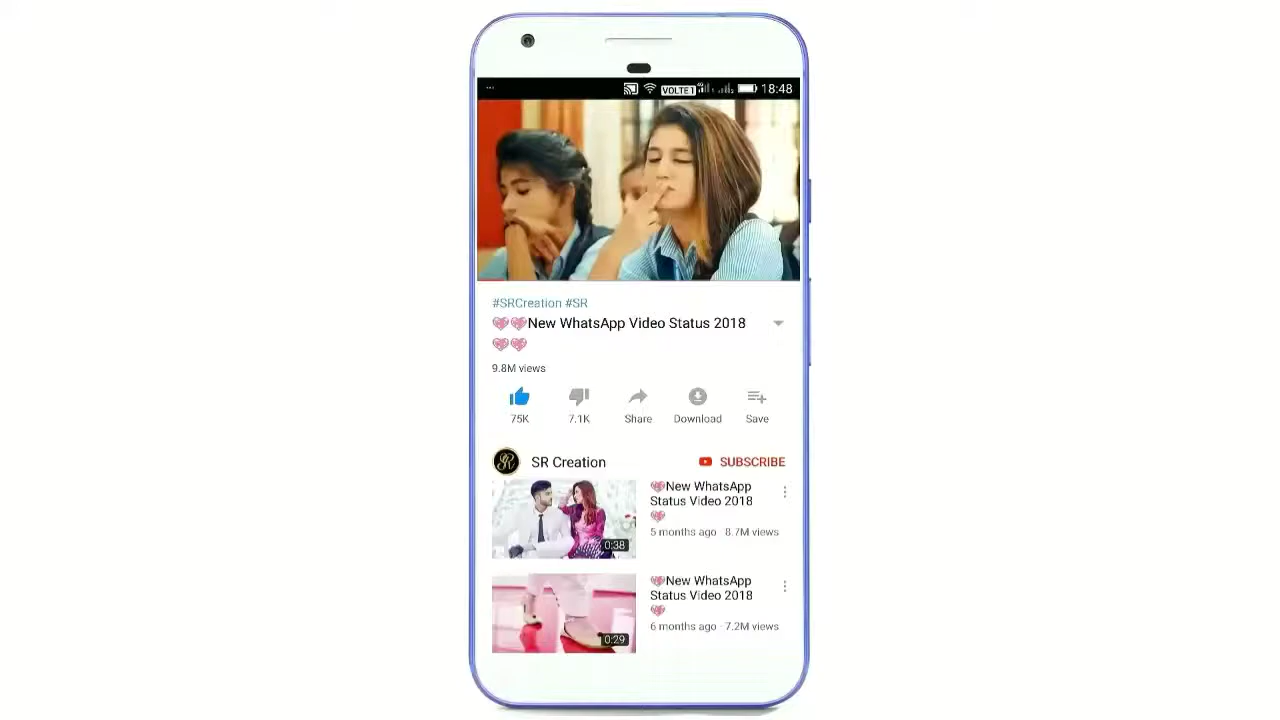 VOLTE 1 18:48
#SRCreation #SR
💖💖New WhatsApp Video Status 2018
💖💖
9.8M views
75K 7.1K Share Download Save
SR Creation SUBSCRIBE
💖New WhatsApp
Status Video 2018
💖
5 months ago · 8.7M views
0:38
💖New WhatsApp
Status Video 2018
💖
6 months ago · 7.2M views
0:29